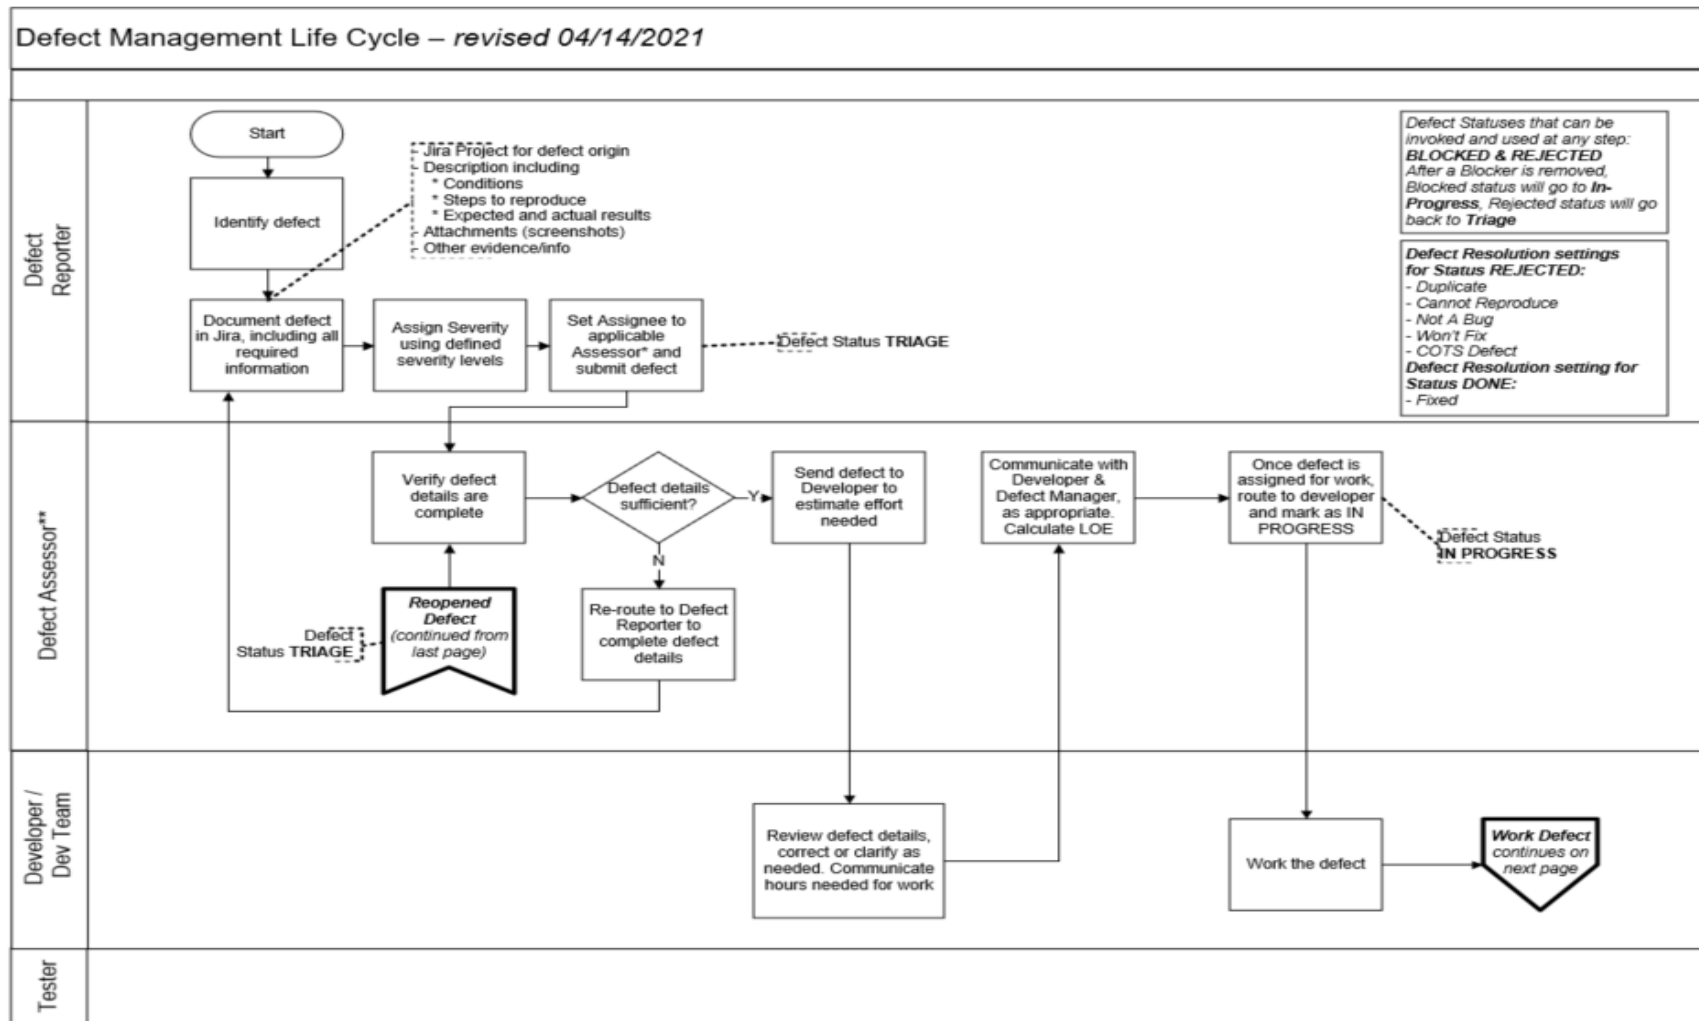 Defect Management Life Cycle – revised 04/14/2021
Defect
Reporter
Start
Identify defect
- Jira Project for defect origin
- Description including
* Conditions
* Steps to reproduce
* Expected and actual results
- Attachments (screenshots)
- Other evidence/info
Document defect
in Jira, including all
required
information
Assign Severity
using defined
severity levels
Set Assignee to
applicable
Assessor* and
submit defect
Defect Status TRIAGE
Defect Statuses that can be
invoked and used at any step:
BLOCKED & REJECTED
After a Blocker is removed,
Blocked status will go to In-
Progress, Rejected status will go
back to Triage
Defect Resolution settings
for Status REJECTED:
- Duplicate
- Cannot Reproduce
- Not A Bug
- Won't Fix
- COTS Defect
Defect Resolution setting for
Status DONE:
- Fixed
Defect Assessor**
Verify defect
details are
complete
Defect details
sufficient?
Y
N
Send defect to
Developer to
estimate effort
needed
Communicate with
Developer &
Defect Manager,
as appropriate.
Calculate LOE
Once defect is
assigned for work,
route to developer
and mark as IN
PROGRESS
Defect Status
IN PROGRESS
Defect
Status TRIAGE
Reopened
Defect
(continued from
last page)
Re-route to Defect
Reporter to
complete defect
details
Developer /
Dev Team
Review defect details,
correct or clarify as
needed. Communicate
hours needed for work
Work the defect
Work Defect
continues on
next page
Tester